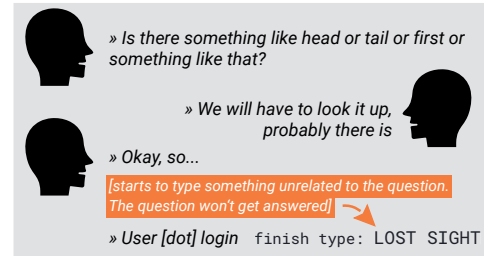 » Is there something like head or tail or first or
something like that?
» We will have to look it up,
probably there is
» Okay, so...
[starts to type something unrelated to the question.
The question won't get answered]
» User [dot] login finish type: LOST SIGHT